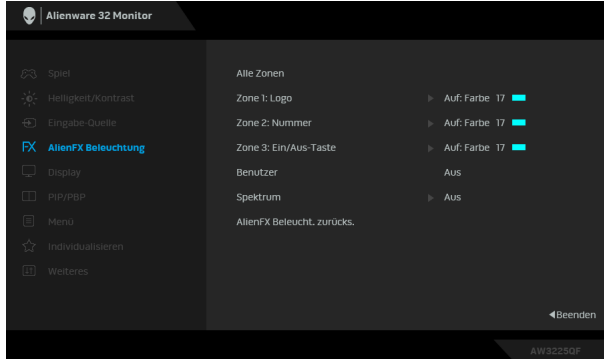 Alienware 32 Monitor
Spiel
Helligkeit/Kontrast
Eingabe-Quelle
FX AlienFX Beleuchtung
Display
PIP/PBP
Menü
Individualisieren
Weiteres
Alle Zonen
Zone 1: Logo Auf: Farbe 17
Zone 2: Nummer Auf: Farbe 17
Zone 3: Ein/Aus-Taste Auf: Farbe 17
Benutzer Aus
Spektrum Aus
AlienFX Beleucht. zurücks.
Beenden
AW3225QF